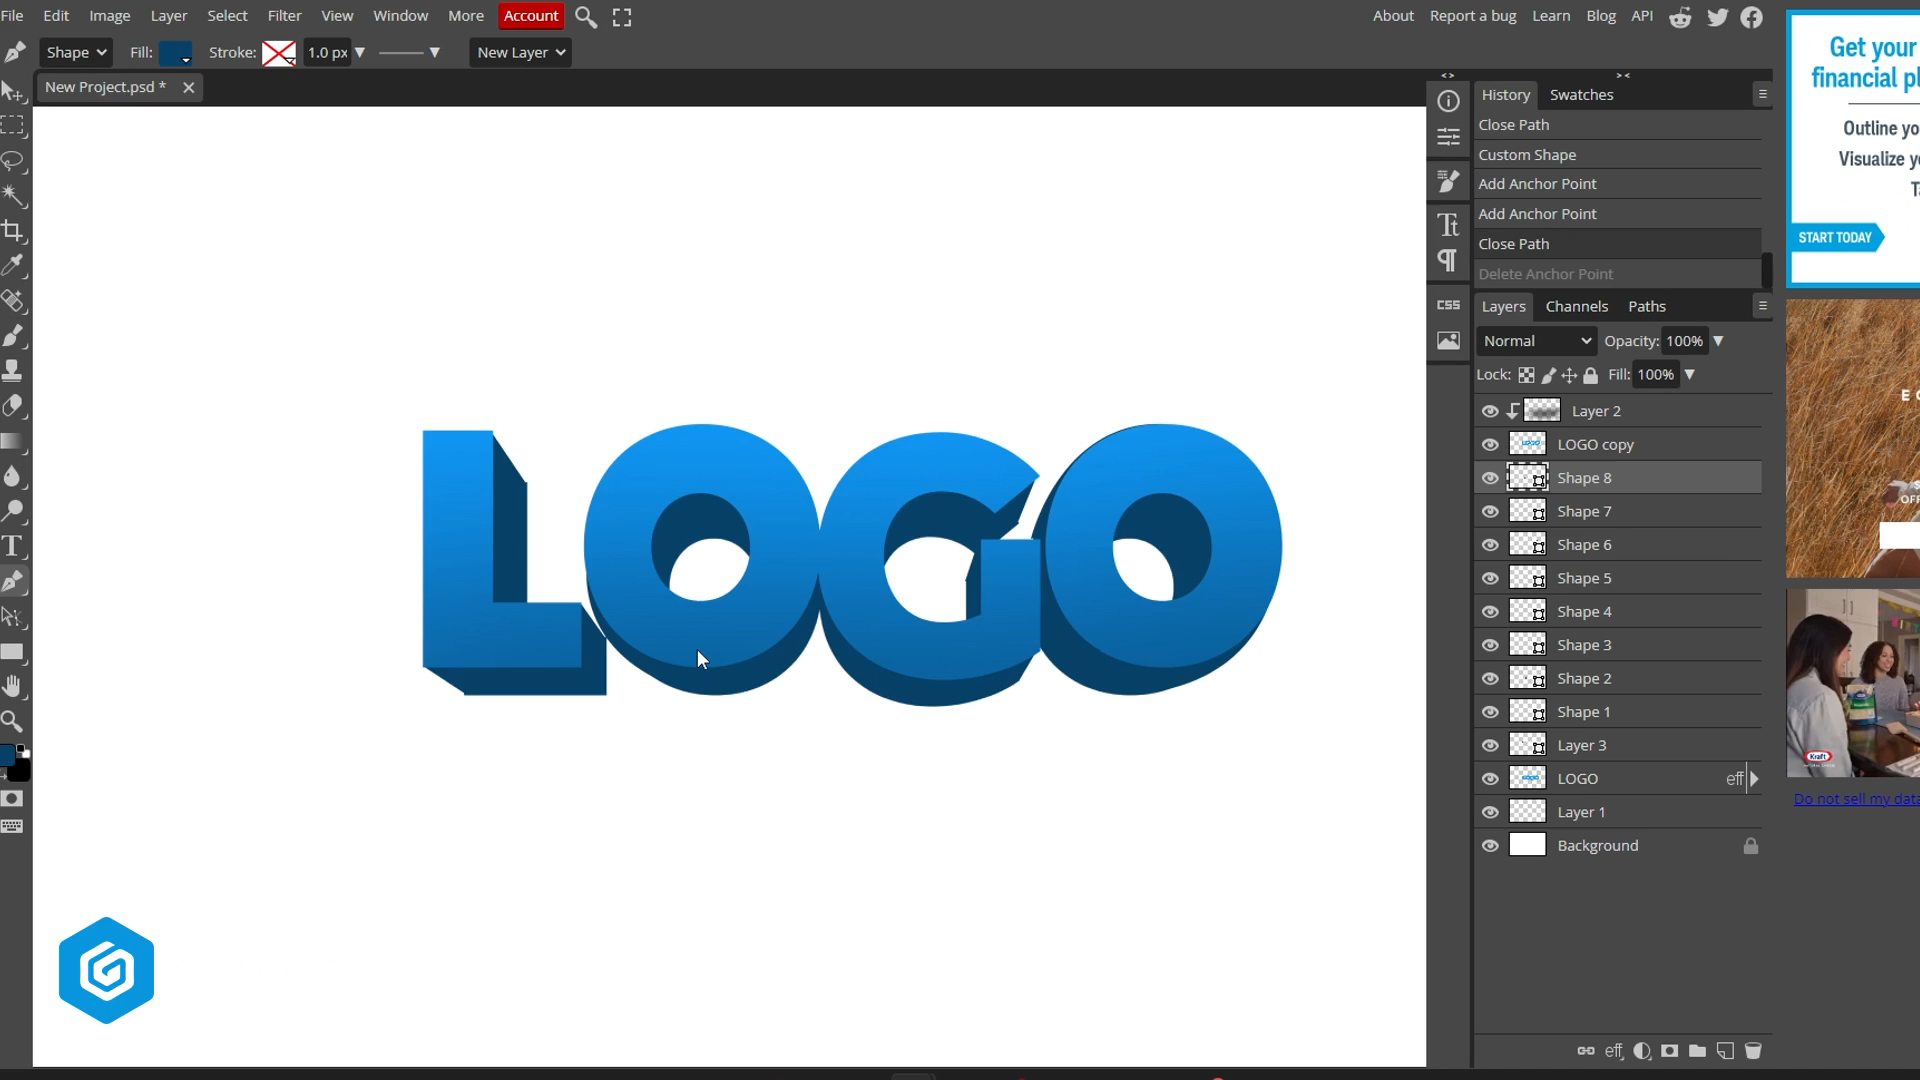 File Edit Image Layer Select Filter View Window More Account
About Report a bug Learn Blog API
Shape Fill: Stroke: 1.0 px New Layer
New Project.psd *
History Swatches
Close Path
Custom Shape
Add Anchor Point
Add Anchor Point
Close Path
Delete Anchor Point
Layers Channels Paths
Normal Opacity: 100%
Lock: Fill: 100%
Layer 2
LOGO copy
Shape 8
Shape 7
Shape 6
Shape 5
Shape 4
Shape 3
Shape 2
Shape 1
Layer 3
LOGO eff
Layer 1
Background
eff
CSS
LOGO
Get your
financial pl
Outline yo
Visualize y
Ta
START TODAY
E C
$
OFF
Kraft
Do not sell my data